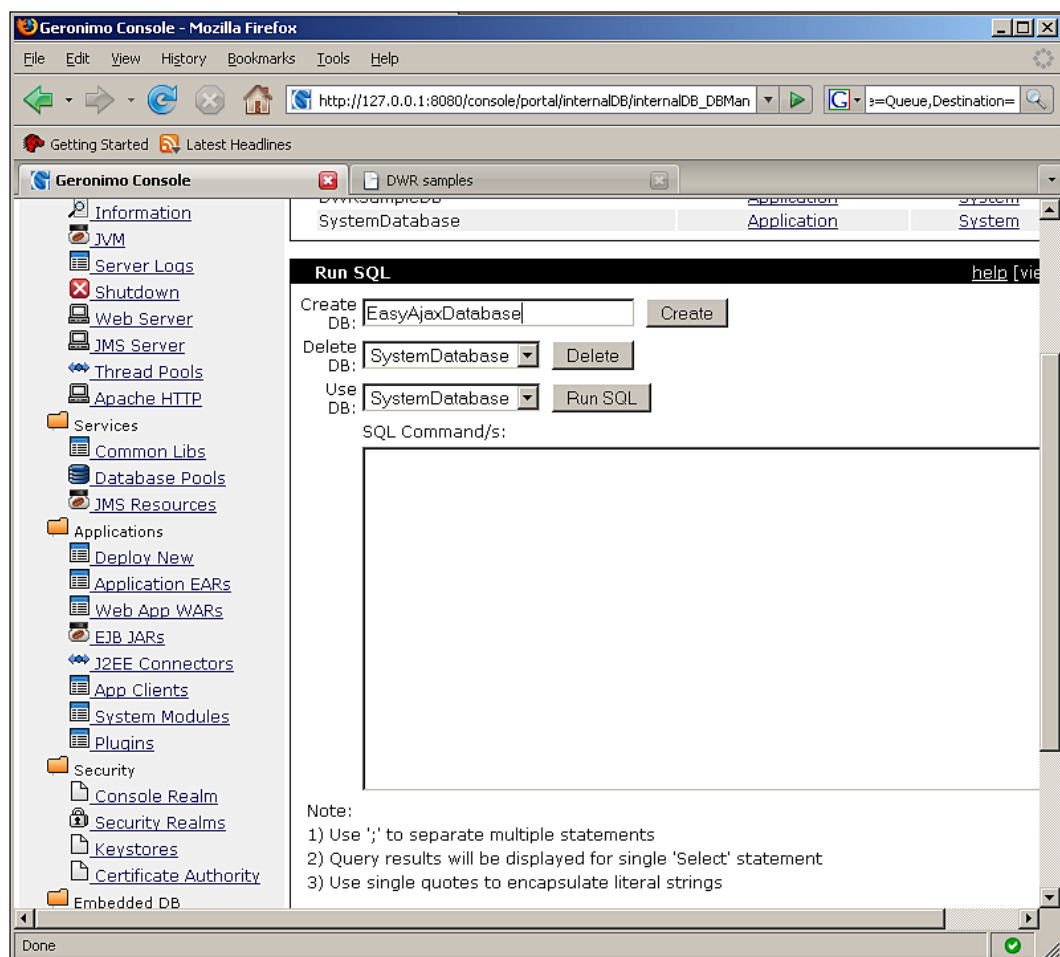 Geronimo Console - Mozilla Firefox
File Edit View History Bookmarks Tools Help
http://127.0.0.1:8080/console/portal/internalDB/internalDB_DBMan G =Queue,Destination=
Getting Started Latest Headlines
Geronimo Console DWR samples
Information
JVM
Server Logs
Shutdown
Web Server
JMS Server
Thread Pools
Apache HTTP
Services
Common Libs
Database Pools
JMS Resources
Applications
Deploy New
Application EARs
Web App WARs
EJB JARs
J2EE Connectors
App Clients
System Modules
Plugins
Security
Console Realm
Security Realms
Keystores
Certificate Authority
Embedded DB
DWRSampleDB Application System
SystemDatabase Application System
Run SQL help [vie
Create DB: EasyAjaxDatabase Create
Delete DB: SystemDatabase Delete
Use DB: SystemDatabase Run SQL
SQL Command/s:
Note:
1) Use ';' to separate multiple statements
2) Query results will be displayed for single 'Select' statement
3) Use single quotes to encapsulate literal strings
Done